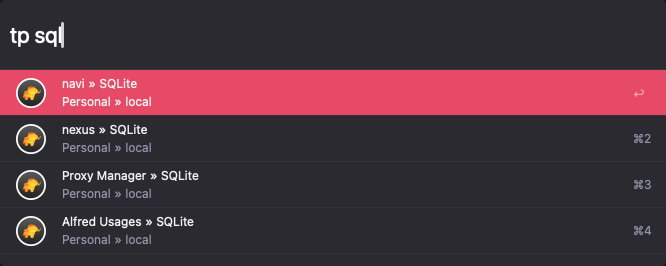 tp sql
navi » SQLite
Personal » local
↩
nexus » SQLite
Personal » local
⌘2
Proxy Manager » SQLite
Personal » local
⌘3
Alfred Usages » SQLite
Personal » local
⌘4